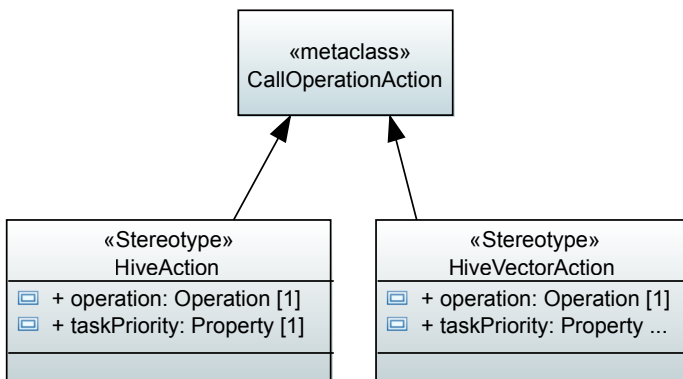 «metaclass»
CallOperationAction
«Stereotype»
HiveAction
+ operation: Operation [1]
+ taskPriority: Property [1]
«Stereotype»
HiveVectorAction
+ operation: Operation [1]
+ taskPriority: Property ...